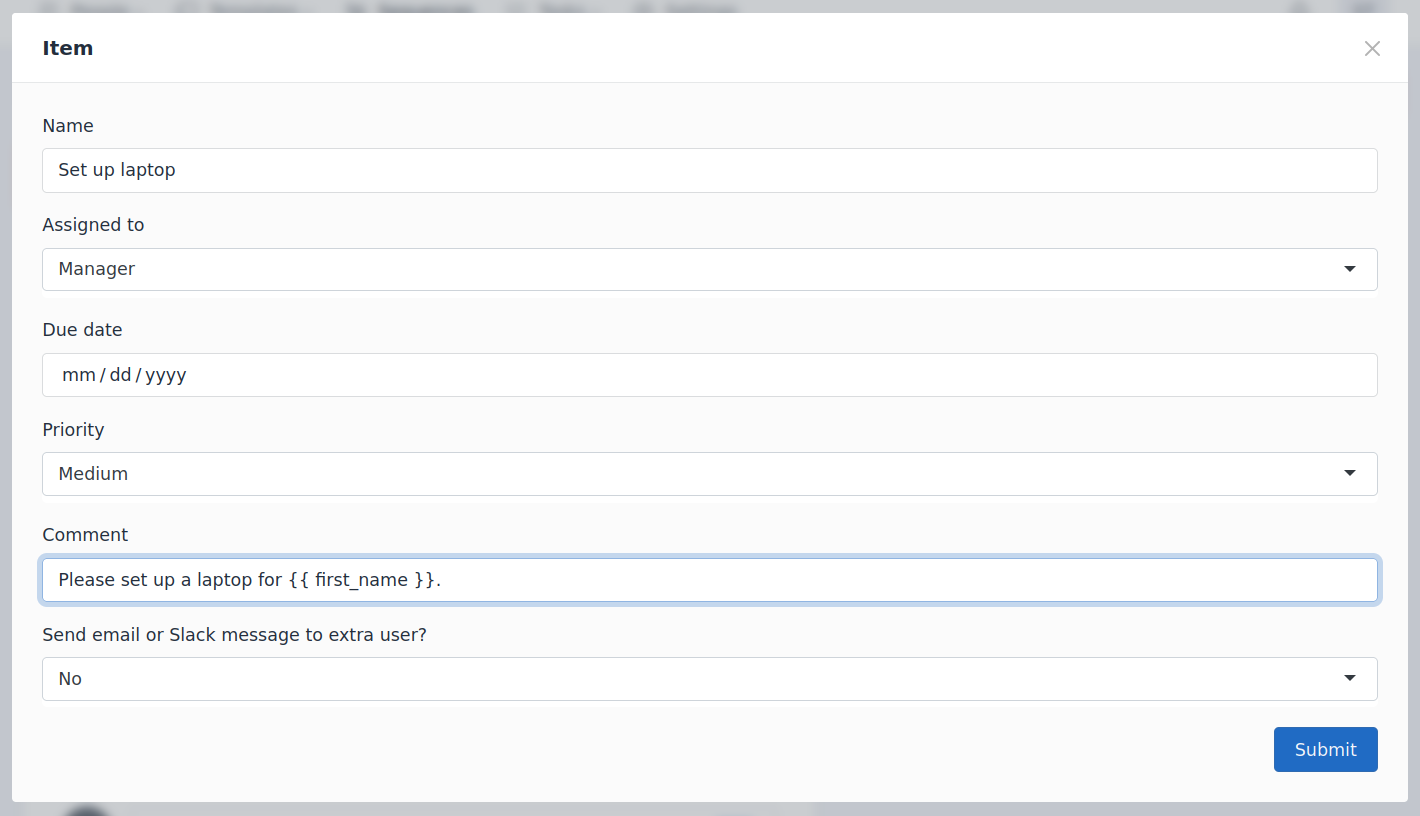 Item
Name
Set up laptop
Assigned to
Manager
Due date
mm/dd/yyyy
Priority
Medium
Comment
Please set up a laptop for {{ first_name }}.
Send email or Slack message to extra user?
No
Submit